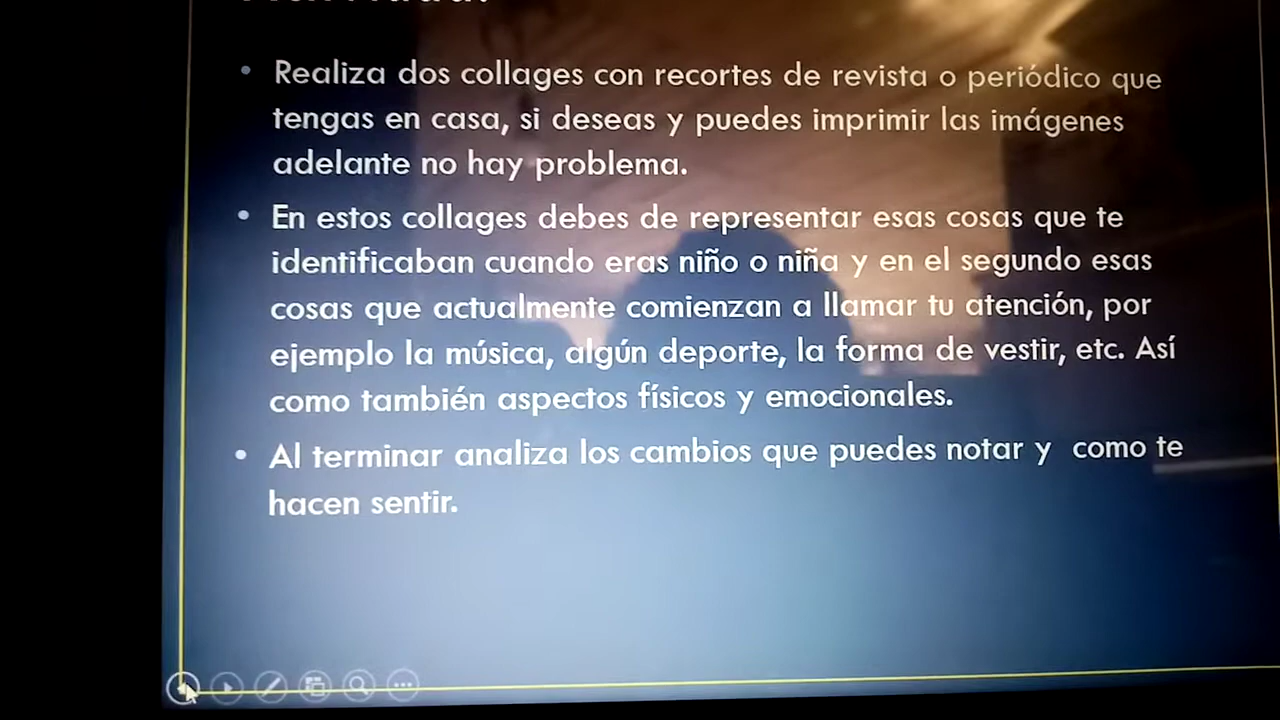 Realiza dos collages con recortes de revista o periódico que
tengas en casa, si deseas y puedes imprimir las imágenes
adelante no hay problema.
En estos collages debes de representar esas cosas que te
identificaban cuando eras niño o niña y en el segundo esas
cosas que actualmente comienzan a llamar tu atención, por
ejemplo la música, algún deporte, la forma de vestir, etc. Así
como también aspectos físicos y emocionales.
Al terminar analiza los cambios que puedes notar y  como te
hacen sentir.